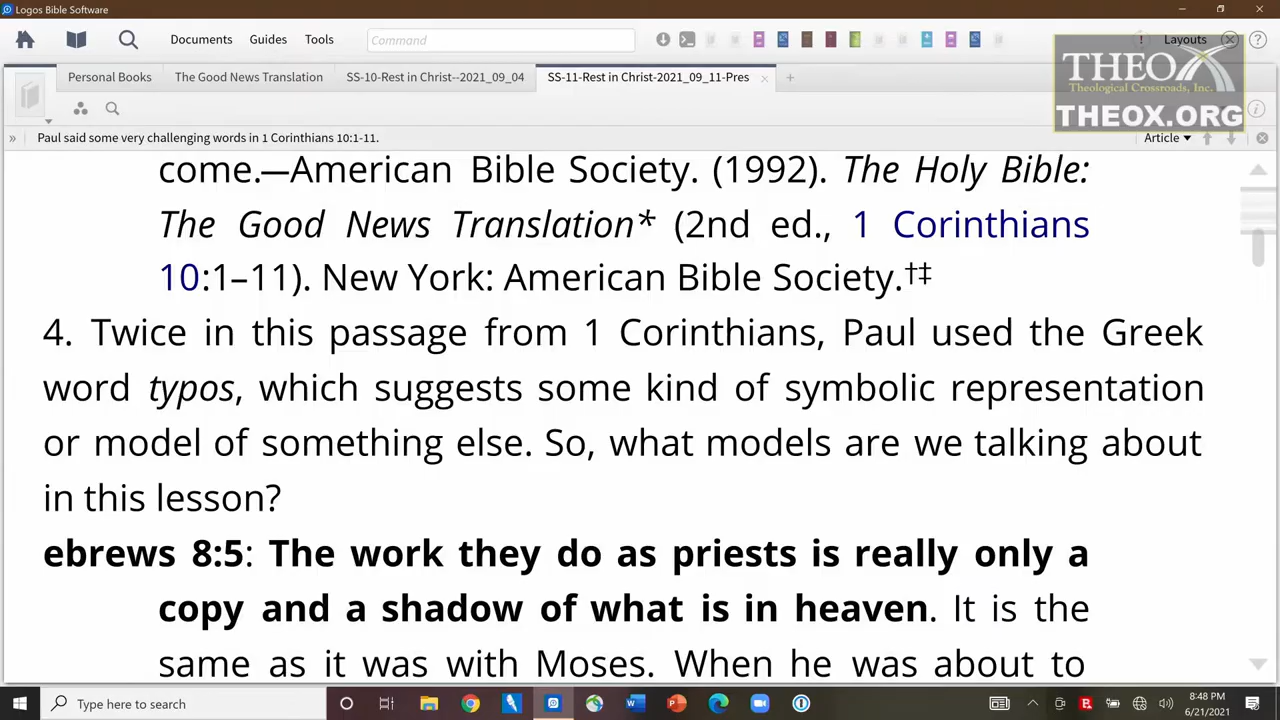 Logos Bible Software
Documents Guides Tools Command Layouts
Personal Books The Good News Translation SS-10-Rest in Christ--2021_09_04 SS-11-Rest in Christ-2021_09_11-Pres
THEOX
Theological Crossroads, Inc.
THEOX.ORG
» Paul said some very challenging words in 1 Corinthians 10:1-11. Article
come.—American Bible Society. (1992). The Holy Bible:
The Good News Translation* (2nd ed., 1 Corinthians
10:1–11). New York: American Bible Society.†‡
4. Twice in this passage from 1 Corinthians, Paul used the Greek
word typos, which suggests some kind of symbolic representation
or model of something else. So, what models are we talking about
in this lesson?
ebrews 8:5: The work they do as priests is really only a
copy and a shadow of what is in heaven. It is the
same as it was with Moses. When he was about to
Type here to search
8:48 PM
6/21/2021